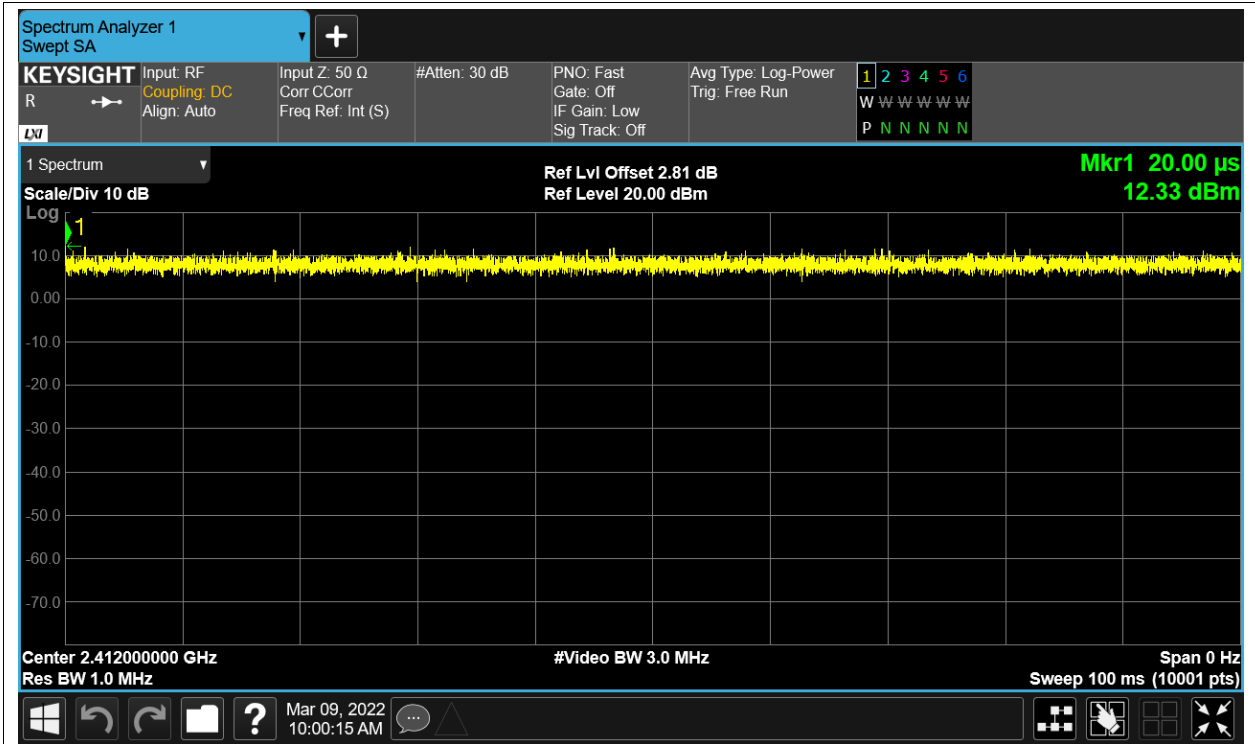 Spectrum Analyzer 1
Swept SA
KEYSIGHT
R
LXI
Input: RF
Coupling: DC
Align: Auto
Input Z: 50 Ω
Corr CCorr
Freq Ref: Int (S)
#Atten: 30 dB
PNO: Fast
Gate: Off
IF Gain: Low
Sig Track: Off
Avg Type: Log-Power
Trig: Free Run
1 2 3 4 5 6
W W W W W W
P N N N N N
1 Spectrum
Scale/Div 10 dB
Log
Ref Lvl Offset 2.81 dB
Ref Level 20.00 dBm
Mkr1 20.00 µs
12.33 dBm
1
10.0
0.00
-10.0
-20.0
-30.0
-40.0
-50.0
-60.0
-70.0
Center 2.412000000 GHz
Res BW 1.0 MHz
#Video BW 3.0 MHz
Span 0 Hz
Sweep 100 ms (10001 pts)
?
Mar 09, 2022
10:00:15 AM